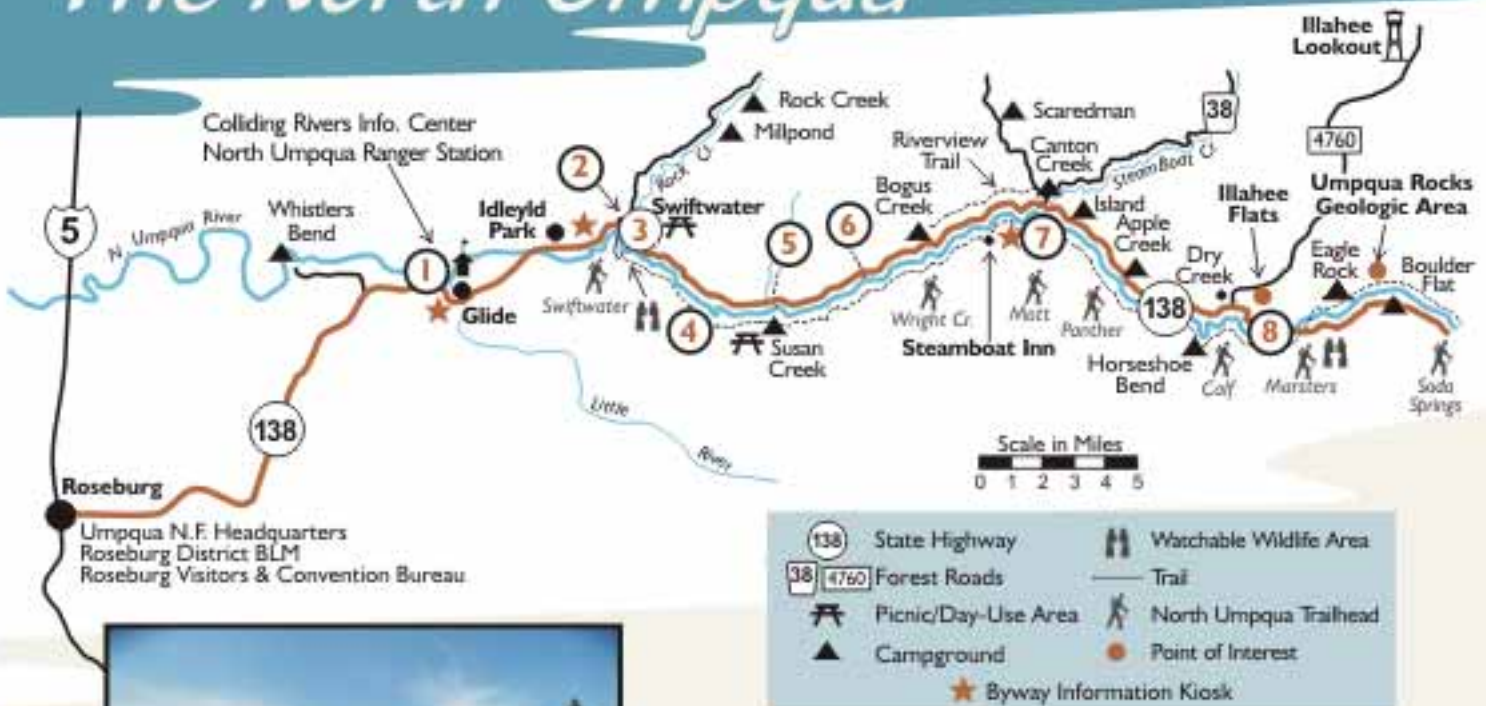 The North Umpqua
Illahee
Lookout
Colliding Rivers Info. Center
North Umpqua Ranger Station
Rock Creek
Millpond
Rock Cr
Scaredman
38
4760
Riverview
Trail
Canton
Creek
SteamBoat Cr.
5
N. Umpqua River
Whistlers
Bend
Idleyld
Park
2
Swiftwater
3
Bogus
Creek
Island
Apple
Creek
Illahee
Flats
Umpqua Rocks
Geologic Area
1
Glide
Swiftwater
4
5
6
7
Dry
Creek
Eagle
Rock
Boulder
Flat
Susan
Creek
Wright Cr.
Mott
Panther
Steamboat Inn
138
8
Horseshoe
Bend
Calf
Marsters
Soda
Springs
Little
River
138
Scale in Miles
0 1 2 3 4 5
Roseburg
Umpqua N.F. Headquarters
Roseburg District BLM
Roseburg Visitors & Convention Bureau
138 State Highway
38 4760 Forest Roads
Picnic/Day-Use Area
Campground
Watchable Wildlife Area
Trail
North Umpqua Trailhead
Point of Interest
Byway Information Kiosk